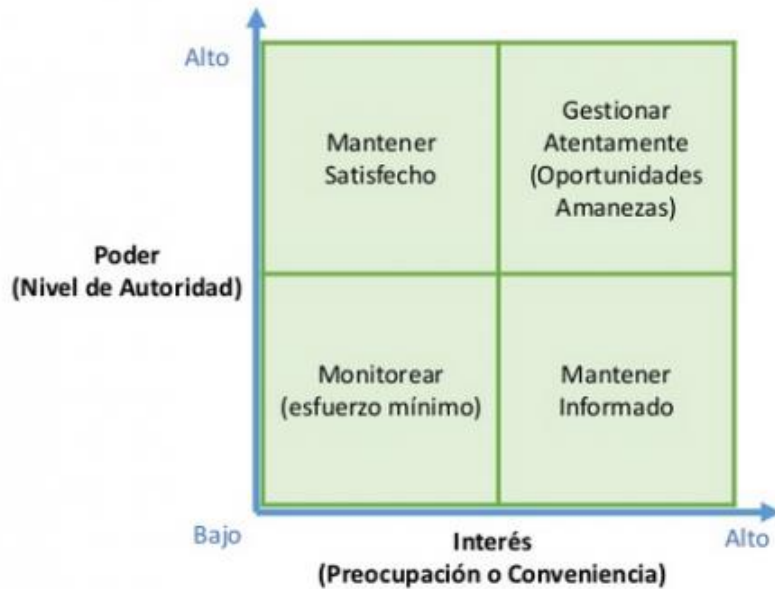 Alto
Mantener
Satisfecho
Gestionar
Atentamente
(Oportunidades
Amanezas)
Poder
(Nivel de Autoridad)
Monitorear
(esfuerzo mínimo)
Mantener
Informado
Bajo
Interés
(Preocupación o Conveniencia)
Alto